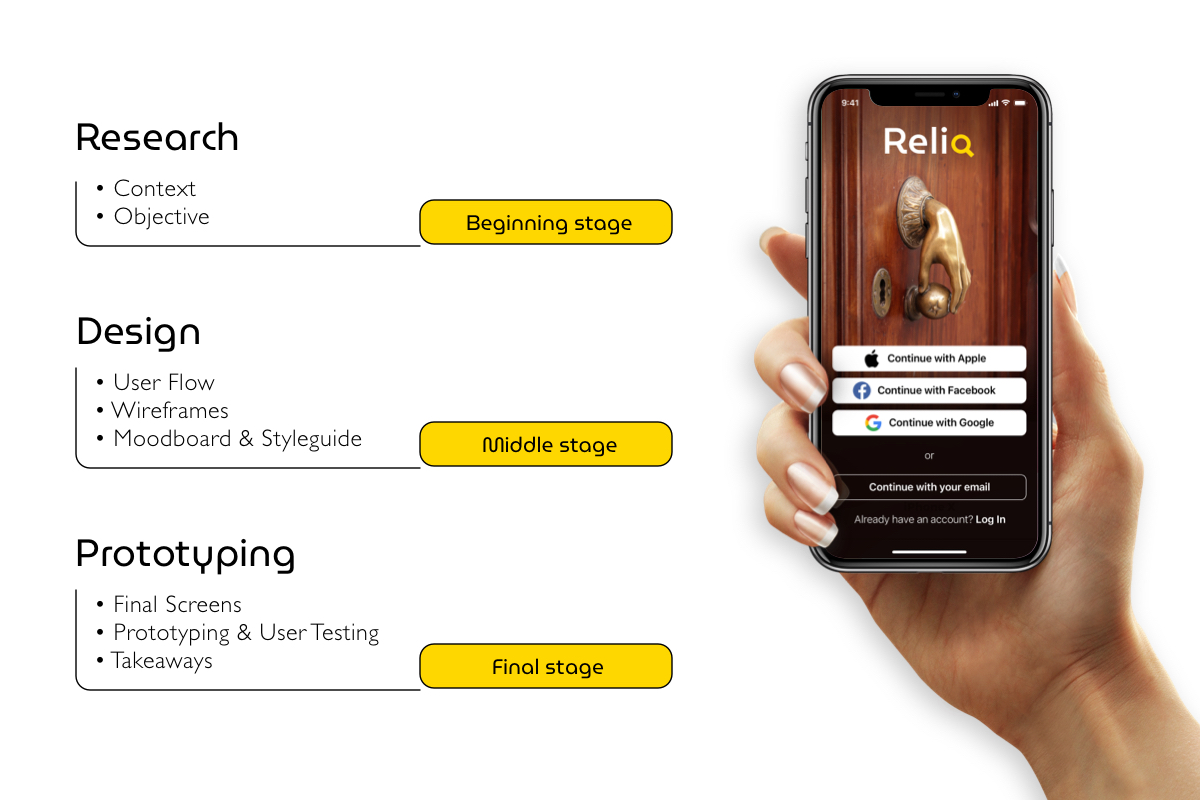 Research
• Context
• Objective
Beginning stage
Design
• User Flow
• Wireframes
• Moodboard & Styleguide
Middle stage
Prototyping
• Final Screens
• Prototyping & User Testing
• Takeaways
Final stage
9:41
Reliq
Continue with Apple
Continue with Facebook
Continue with Google
or
Continue with your email
Already have an account? Log In